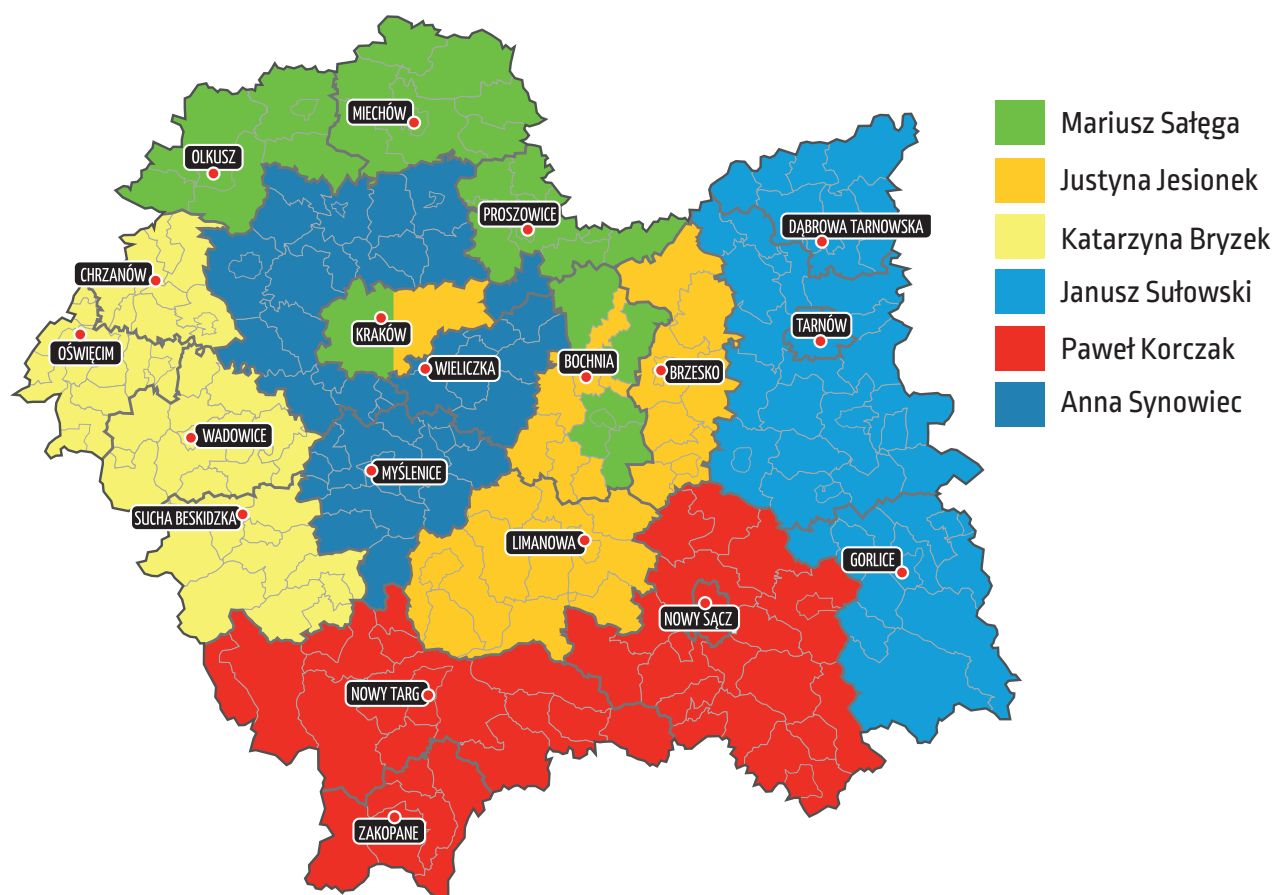 MIECHÓW
OLKUSZ
PROSZOWICE
DĄBROWA TARNOWSKA
CHRZANÓW
KRAKÓW
TARNÓW
OŚWIĘCIM
WIELICZKA
BOCHNIA
BRZESKO
WADOWICE
MYŚLENICE
SUCHA BESKIDZKA
LIMANOWA
GORLICE
NOWY SĄCZ
NOWY TARG
ZAKOPANE
Mariusz Sałęga
Justyna Jesionek
Katarzyna Bryzek
Janusz Sułowski
Paweł Korczak
Anna Synowiec